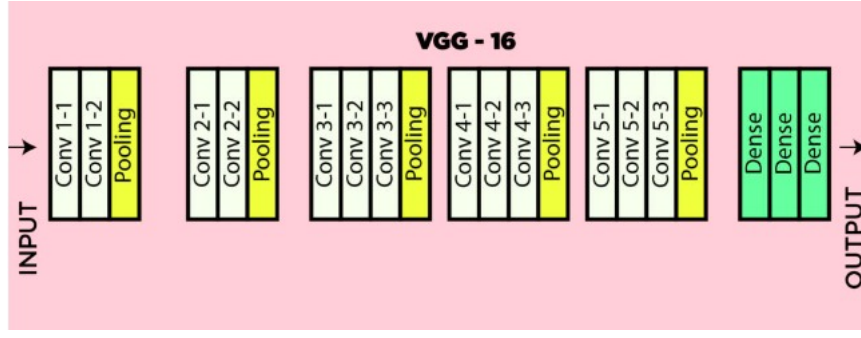 VGG - 16
INPUT
Conv 1-1
Conv 1-2
Pooling
Conv 2-1
Conv 2-2
Pooling
Conv 3-1
Conv 3-2
Conv 3-3
Pooling
Conv 4-1
Conv 4-2
Conv 4-3
Pooling
Conv 5-1
Conv 5-2
Conv 5-3
Pooling
Dense
Dense
Dense
OUTPUT